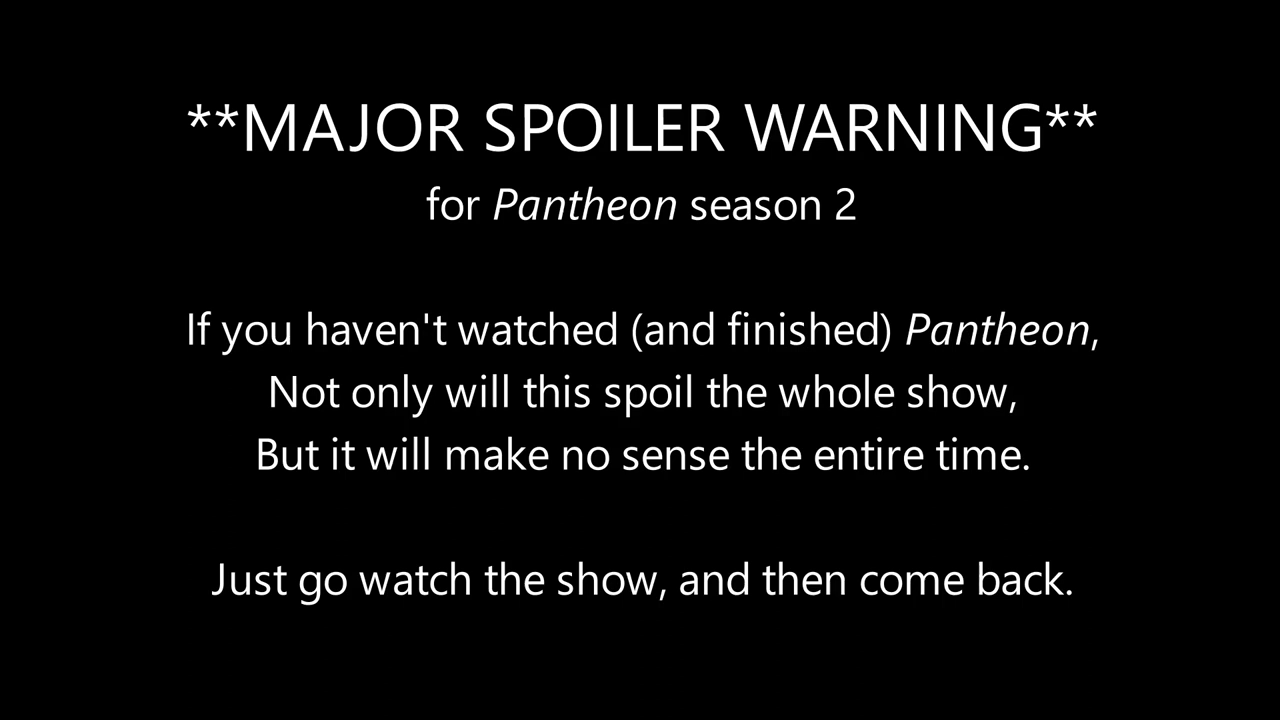 **MAJOR SPOILER WARNING**
for Pantheon season 2
If you haven't watched (and finished) Pantheon,
Not only will this spoil the whole show,
But it will make no sense the entire time.
Just go watch the show, and then come back.